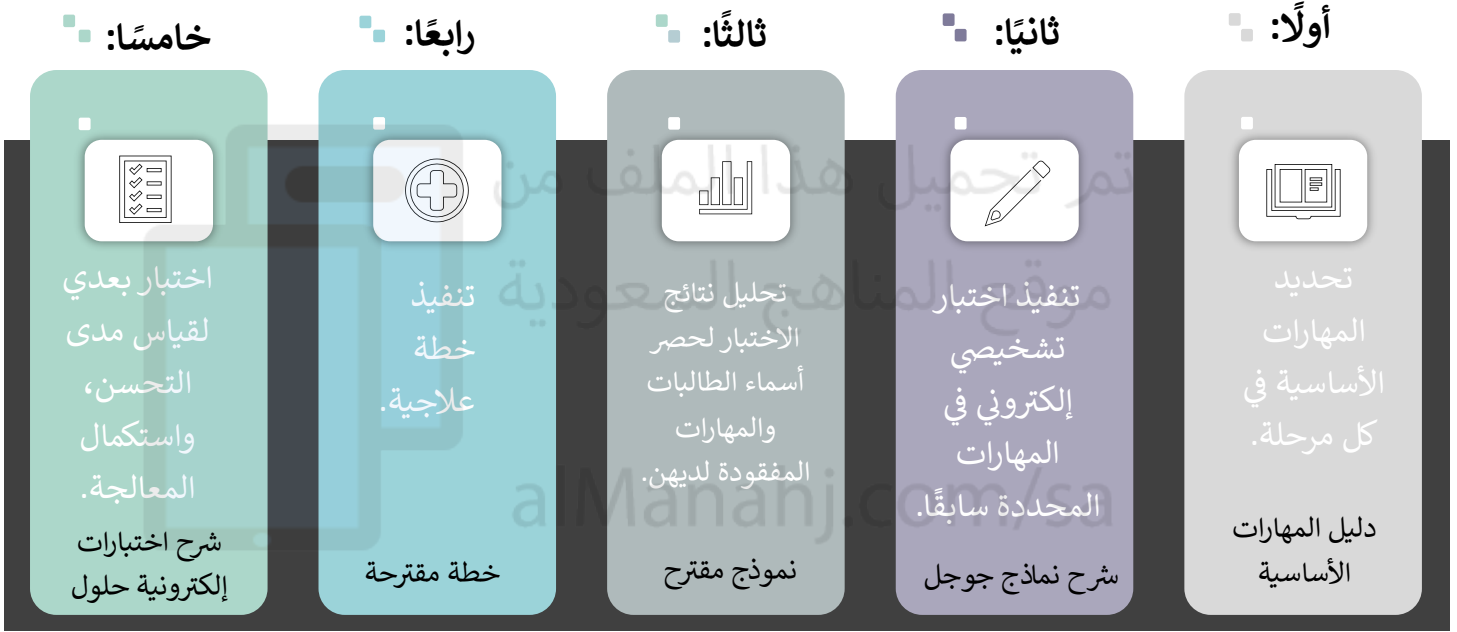 أولًا:
تحديد
المهارات
الأساسية في
كل مرحلة.
دليل المهارات
الأساسية
ثانيًا:
تنفيذ اختبار
تشخيصي
إلكتروني في
المهارات
المحددة سابقًا.
شرح نماذج جوجل
ثالثًا:
تحليل نتائج
الاختبار لحصر
أسماء الطالبات
والمهارات
المفقودة لديهن.
نموذج مقترح
رابعًا:
تنفيذ
خطة
علاجية.
خطة مقترحة
خامسًا:
اختبار بعدي
لقياس مدى
التحسن،
واستكمال
المعالجة.
شرح اختبارات
إلكترونية حلول
تم تحميل هذا الملف من
موقع المناهج السعودية
alManahj.com/sa